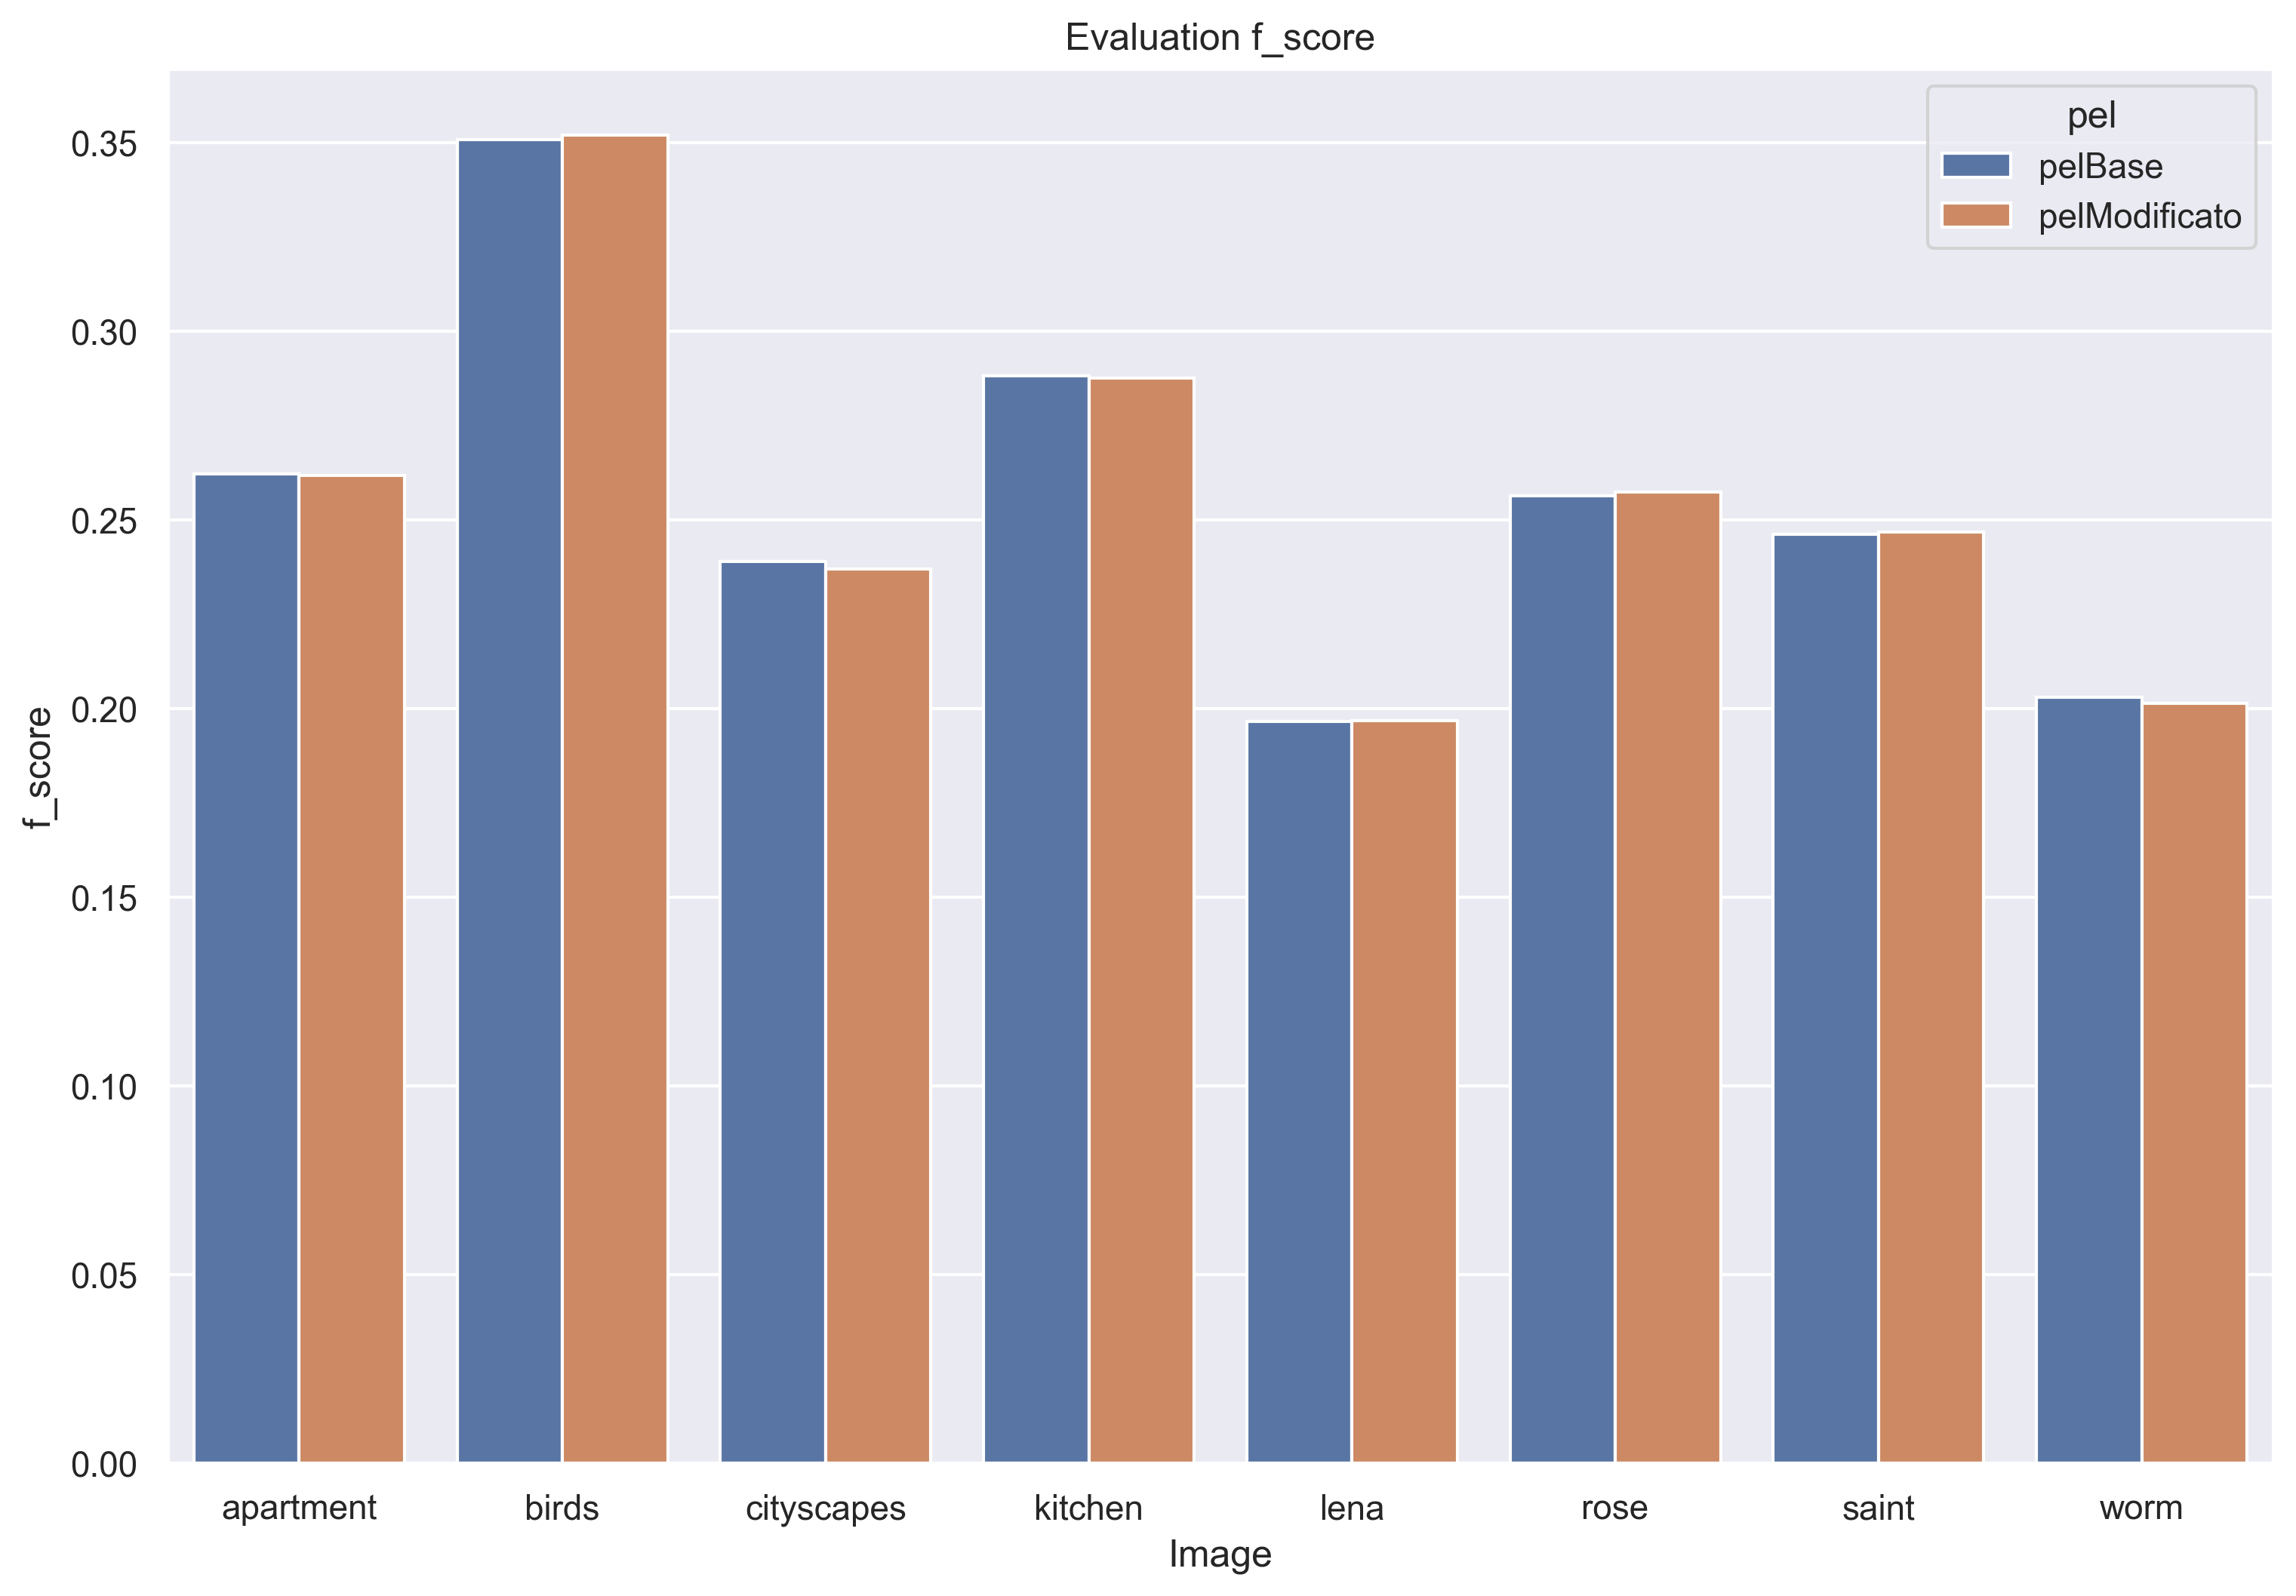 Evaluation f_score
pel
pelBase
pelModificato
0.35
0.30
0.25
0.20
0.15
0.10
0.05
0.00
f_score
apartment birds cityscapes kitchen lena rose saint worm
Image